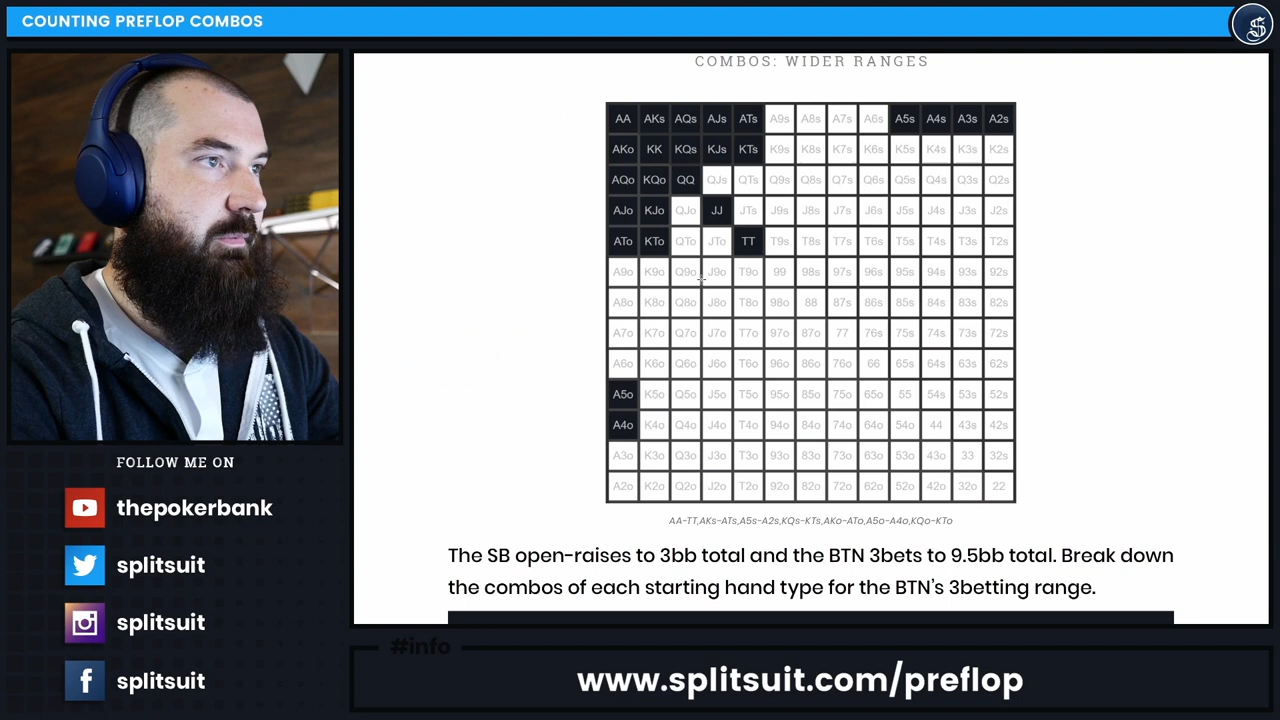 COUNTING PREFLOP COMBOS
COMBOS: WIDER RANGES
AA AKs AQs AJs ATs A9s A8s A7s A6s A5s A4s A3s A2s
AKo KK KQs KJs KTs K9s K8s K7s K6s K5s K4s K3s K2s
AQo KQo QQ QJs QTs Q9s Q8s Q7s Q6s Q5s Q4s Q3s Q2s
AJo KJo QJo JJ JTs J9s J8s J7s J6s J5s J4s J3s J2s
ATo KTo QTo JTo TT T9s T8s T7s T6s T5s T4s T3s T2s
A9o K9o Q9o J9o T9o 99 98s 97s 96s 95s 94s 93s 92s
A8o K8o Q8o J8o T8o 98o 88 87s 86s 85s 84s 83s 82s
A7o K7o Q7o J7o T7o 97o 87o 77 76s 75s 74s 73s 72s
A6o K6o Q6o J6o T6o 96o 86o 76o 66 65s 64s 63s 62s
A5o K5o Q5o J5o T5o 95o 85o 75o 65o 55 54s 53s 52s
A4o K4o Q4o J4o T4o 94o 84o 74o 64o 54o 44 43s 42s
A3o K3o Q3o J3o T3o 93o 83o 73o 63o 53o 43o 33 32s
A2o K2o Q2o J2o T2o 92o 82o 72o 62o 52o 42o 32o 22
AA-TT,AKs-ATs,A5s-A2s,KQs-KTs,AKo-ATo,A5o-A4o,KQo-KTo
The SB open-raises to 3bb total and the BTN 3bets to 9.5bb total. Break down
the combos of each starting hand type for the BTN's 3betting range.
FOLLOW ME ON
thepokerbank
splitsuit
splitsuit
splitsuit
#info
www.splitsuit.com/preflop